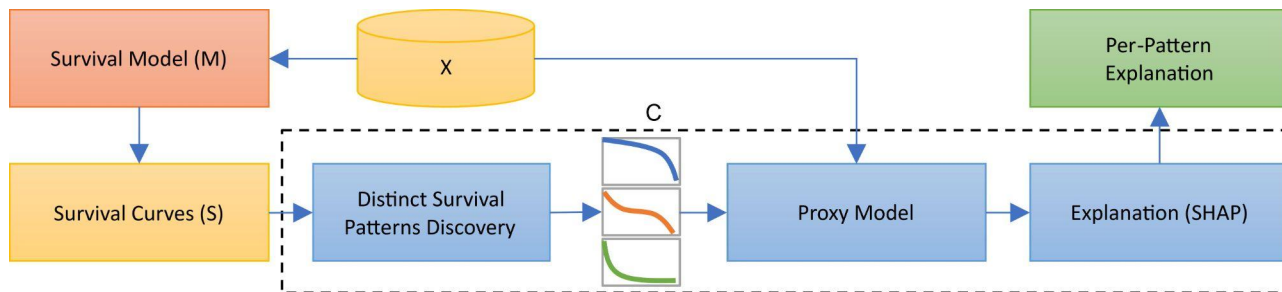 Survival Model (M)
X
Per-Pattern
Explanation
C
Survival Curves (S)
Distinct Survival
Patterns Discovery
Proxy Model
Explanation (SHAP)